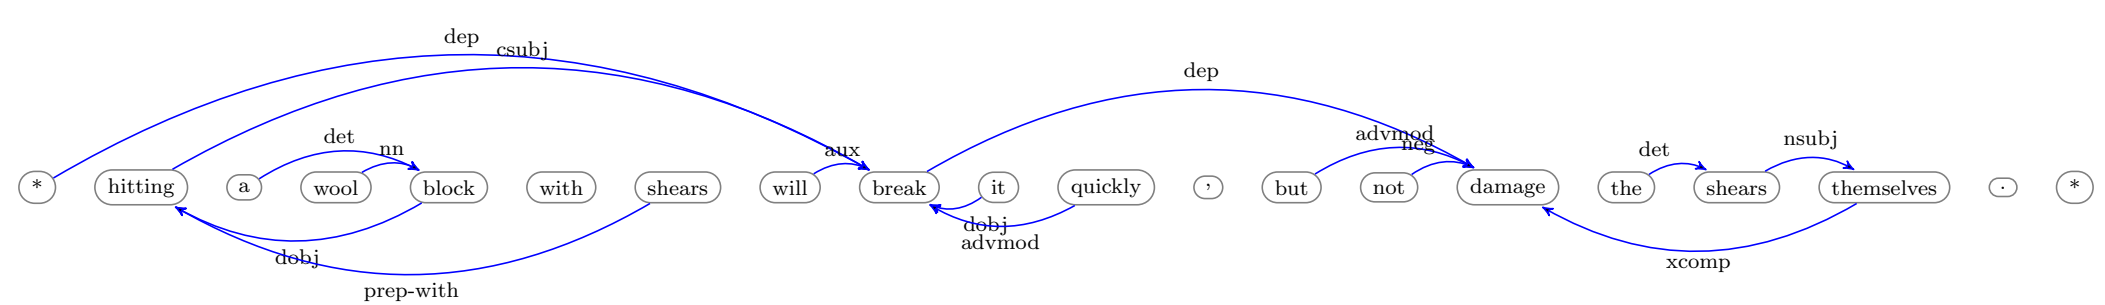 dep
csubj
dep
det
nn
aux
advmod
neg
det
nsubj
* hitting a wool block with shears will break it quickly , but not damage the shears themselves . *
dobj
prep-with
dobj
advmod
xcomp